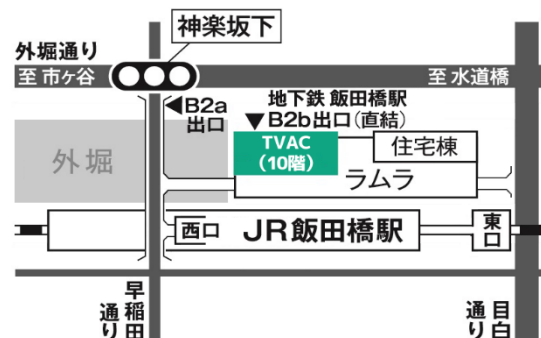 神楽坂下
外堀通り
至 市ヶ谷
至 水道橋
◀B2a
出口
地下鉄 飯田橋駅
▼B2b出口(直結)
TVAC
(10階)
住宅棟
外堀
ラムラ
西口
JR飯田橋駅
東口
早稲田通り
目白通り